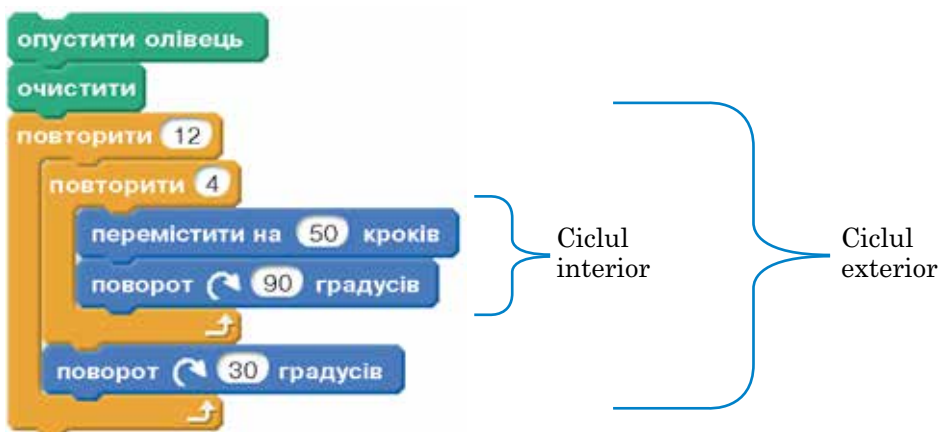 опустити олівець
очистити
повторити 12
повторити 4
перемістити на 50 кроків
поворот 90 градусів
поворот 30 градусів
Ciclul
interior
Ciclul
exterior